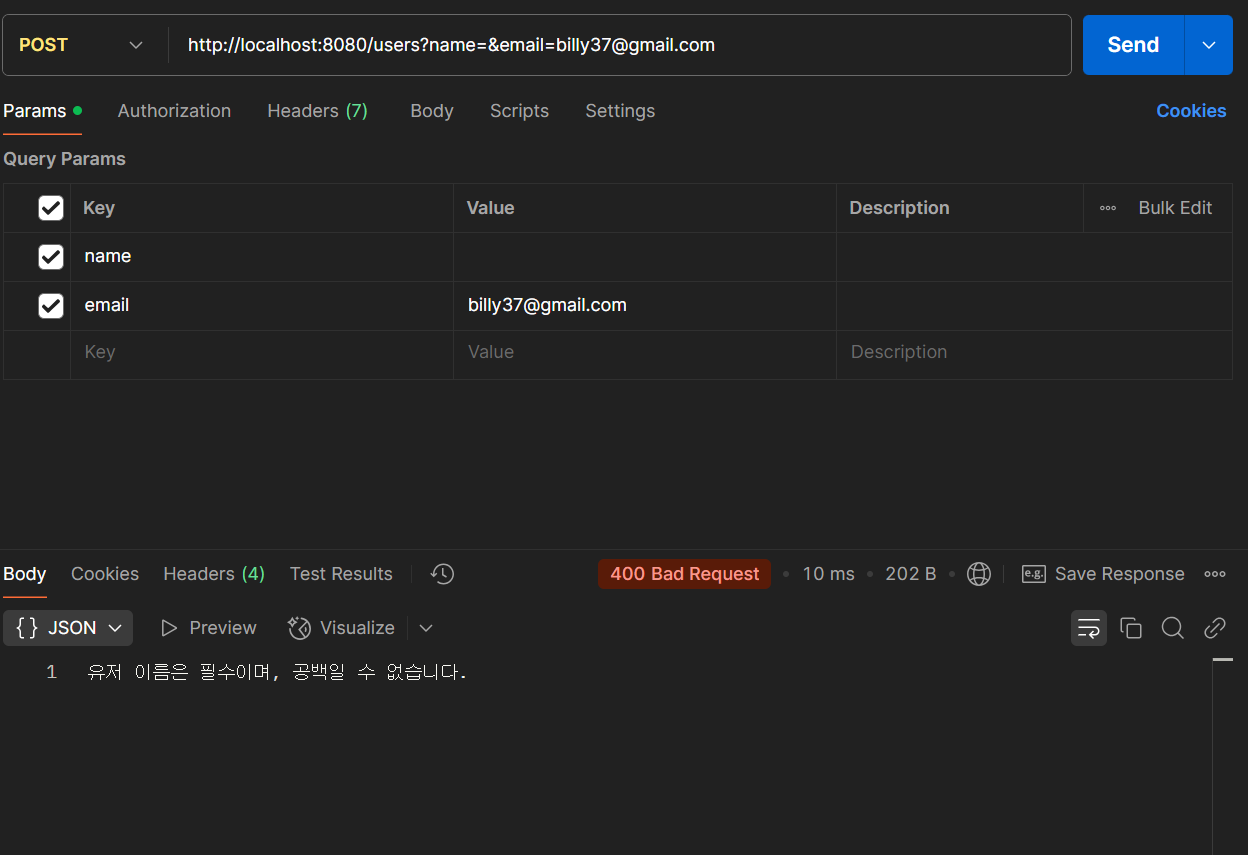 POST http://localhost:8080/users?name=&email=billy37@gmail.com Send
Params Authorization Headers (7) Body Scripts Settings Cookies
Query Params
Key Value Description Bulk Edit
name
email billy37@gmail.com
Key Value Description
Body Cookies Headers (4) Test Results 400 Bad Request 10 ms 202 B e.g. Save Response
{} JSON Preview Visualize
1 유저 이름은 필수이며, 공백일 수 없습니다.